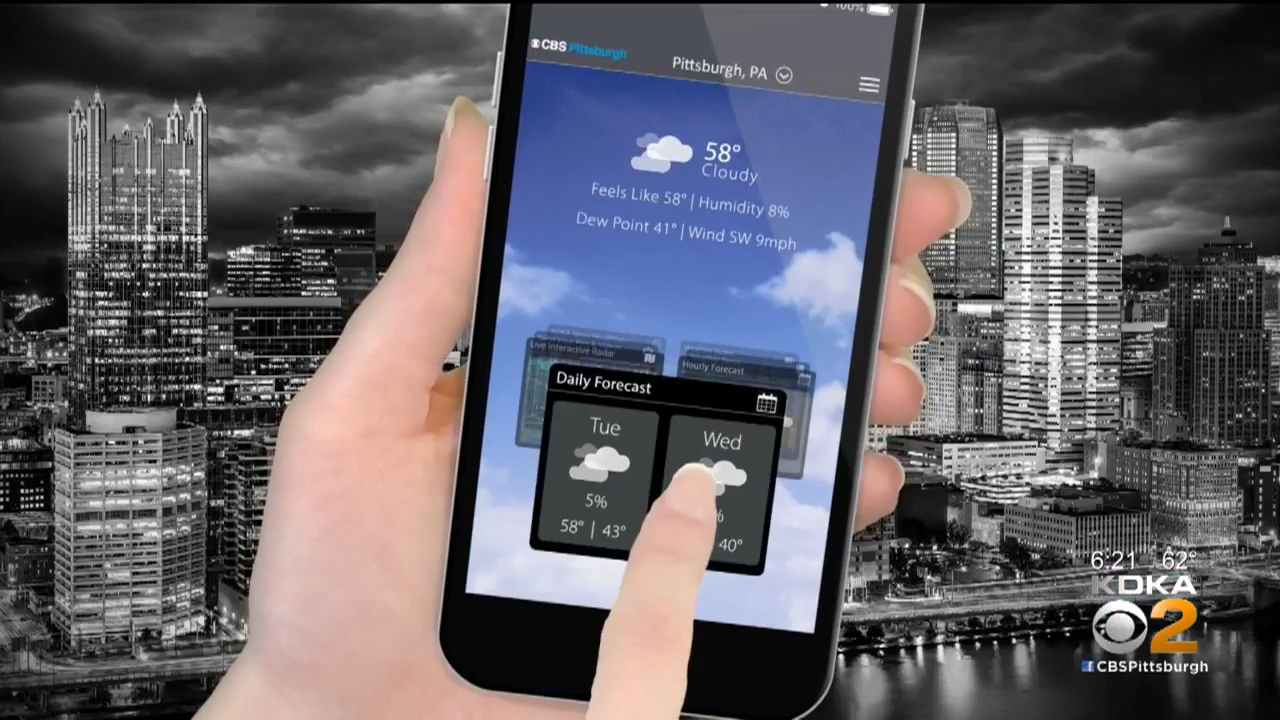 100%
CBS Pittsburgh
Pittsburgh, PA
58°
Cloudy
Feels Like 58° | Humidity 8%
Dew Point 41° | Wind SW 9mph
Live Interactive Radar
Hourly Forecast
Daily Forecast
Tue
Wed
5%
%
58° | 43°
40°
6:21 62°
KDKA
2
f CBSPittsburgh